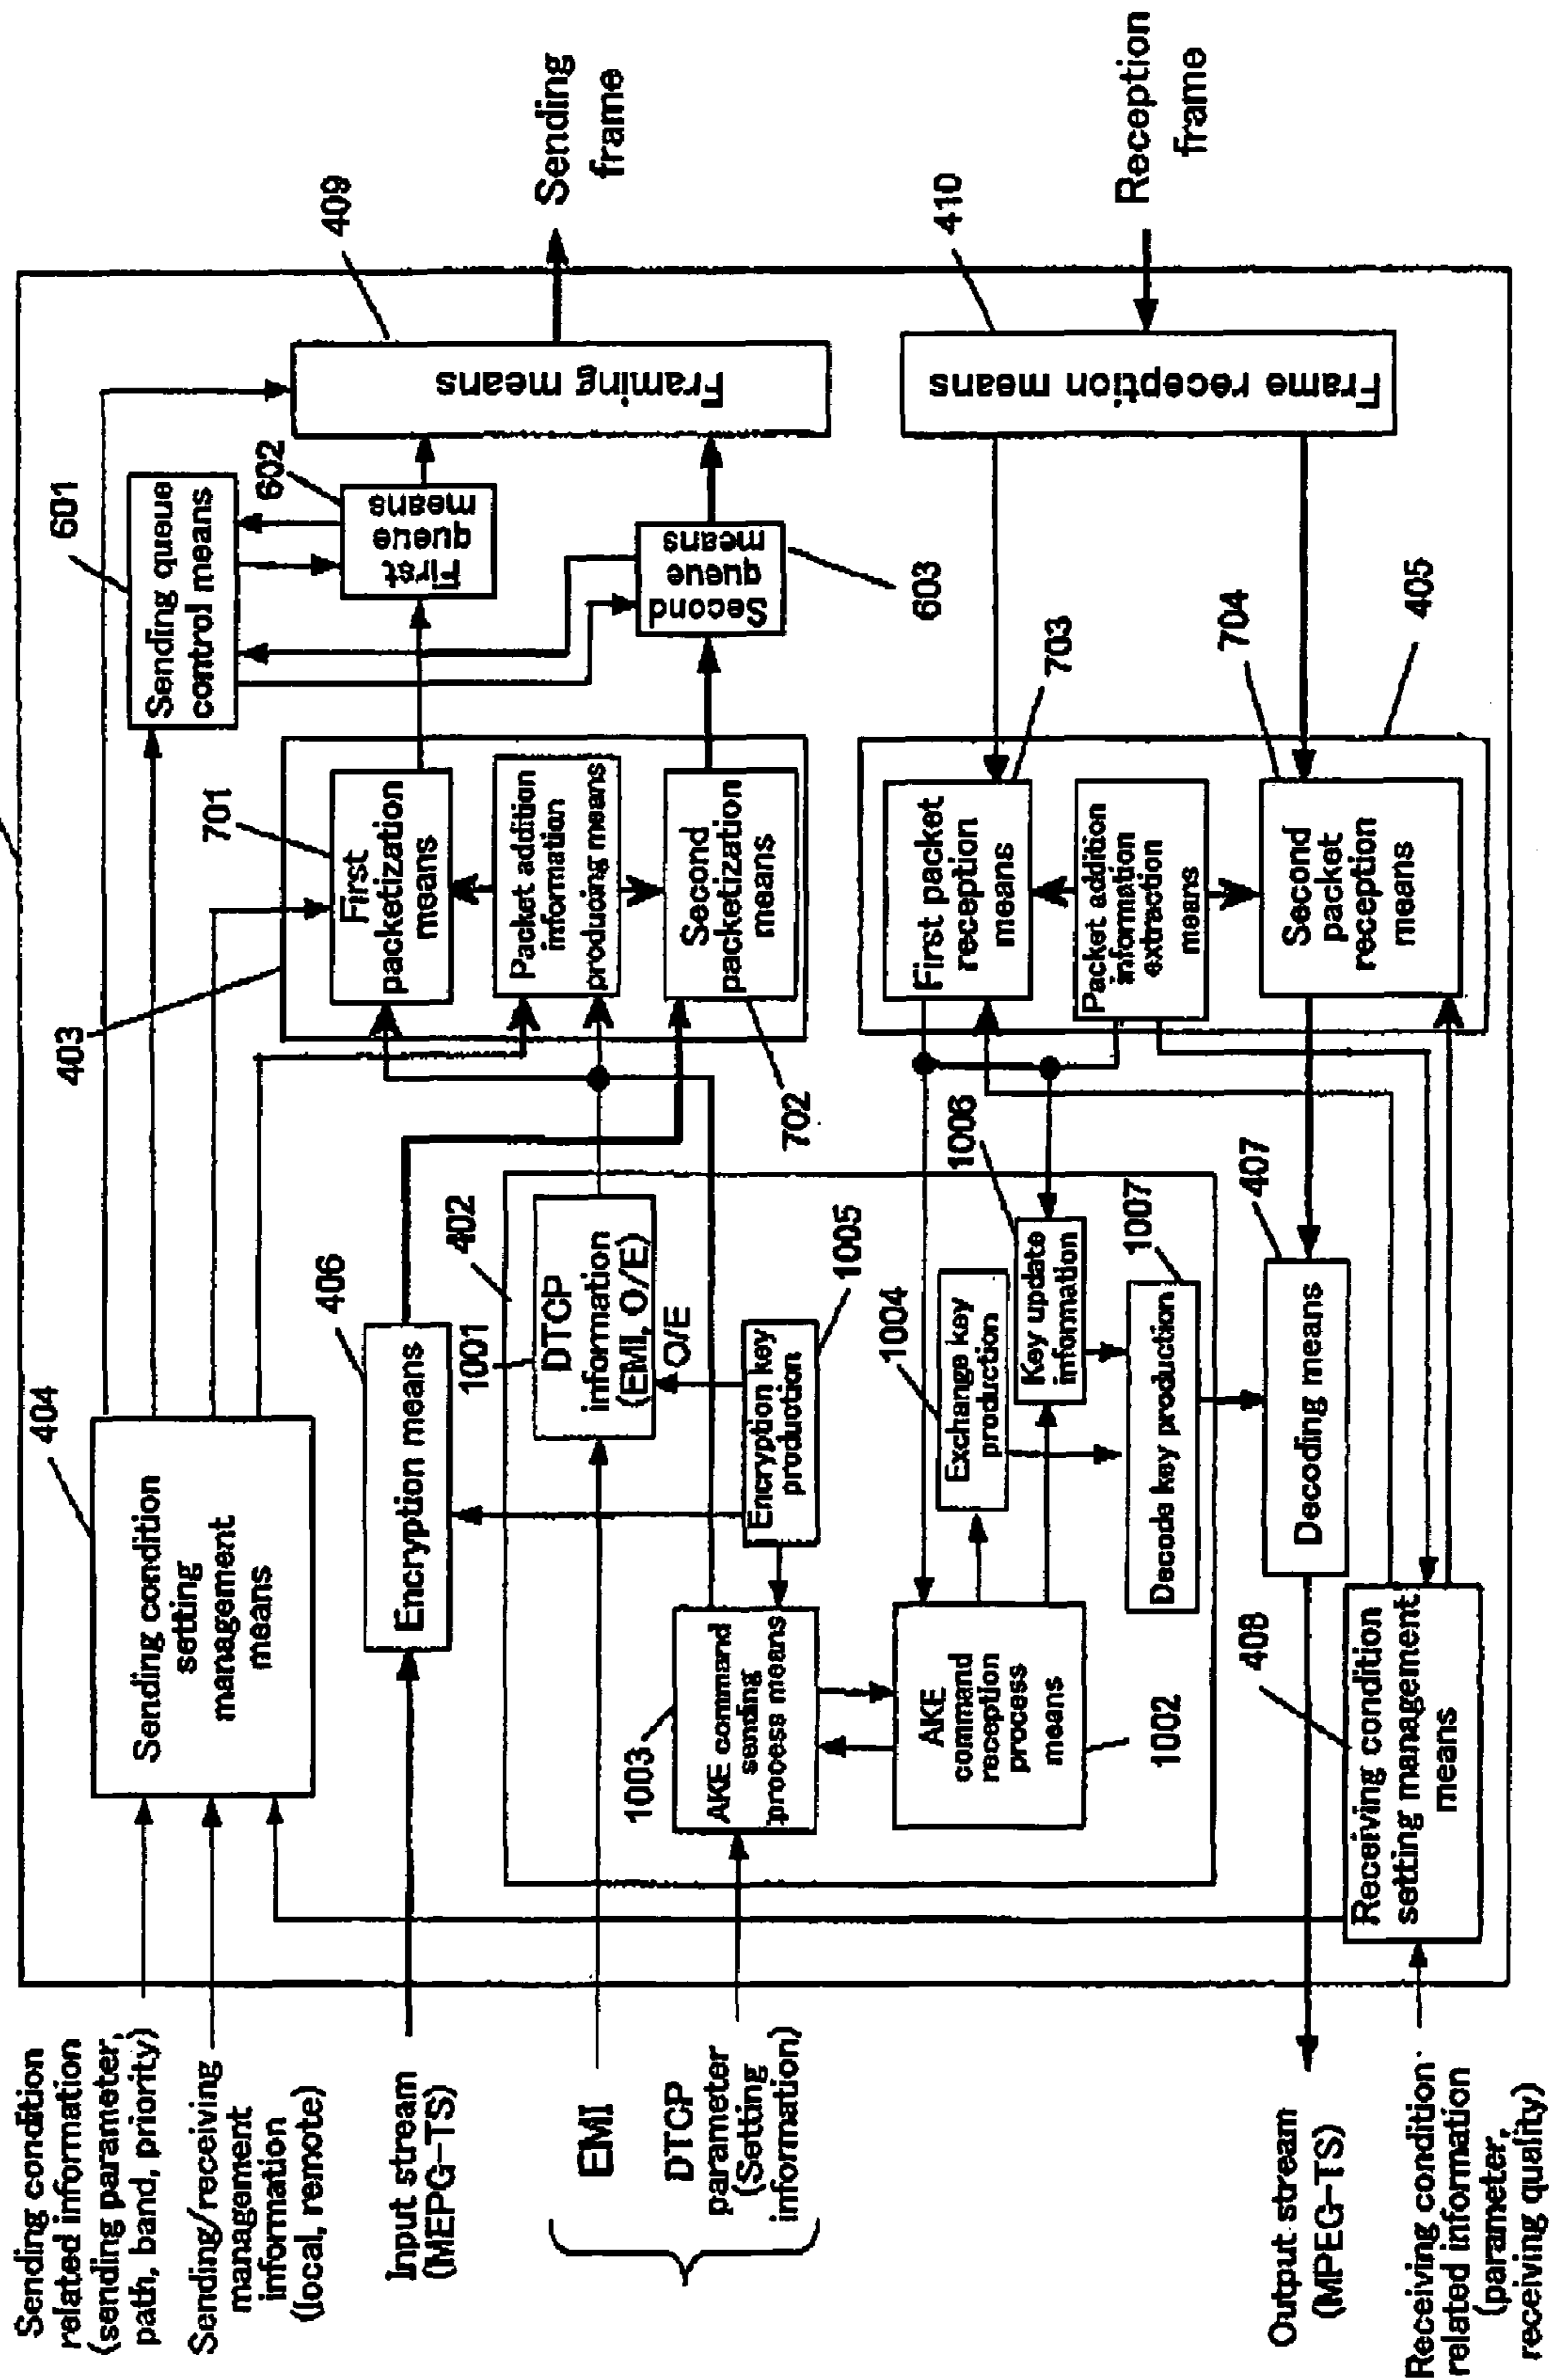 Sending condition
related information
(sending parameter,
path, band, priority)
Sending/receiving
management
information
(local, remote)
Input stream
(MEPG-TS)
EMI
DTCP
parameter
(Setting
information)
Output stream
(MPEG-TS)
Receiving condition
related information
(parameter,
receiving quality)
404
Sending condition
setting
management
means
406
Encryption means
402
1001
DTCP
information
(EMI, O/E)
O/E
1005
Encryption key
production
1003
AKE command
sending
process means
AKE
command
reception
process
means
1002
1004
Exchange key
production
1006
Key update
information
1007
Decode key production
407
Decoding means
408
Receiving condition
setting management
means
403
701
First
packetization
means
Packet addition
information
producing means
Second
packetization
means
702
703
First packet
reception
means
Packet addition
information
extraction
means
704
Second
packet
reception
means
405
601
Sending queue
control means
602
First
queue
means
Second
queue
means
603
409
Framing means
Sending
frame
410
Frame reception means
Reception
frame